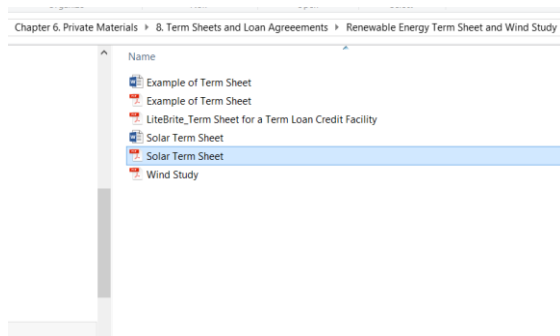 Chapter 6. Private Materials 8. Term Sheets and Loan Agreeements Renewable Energy Term Sheet and Wind Study
Name
Example of Term Sheet
Example of Term Sheet
LiteBrite_Term Sheet for a Term Loan Credit Facility
Solar Term Sheet
Solar Term Sheet
Wind Study